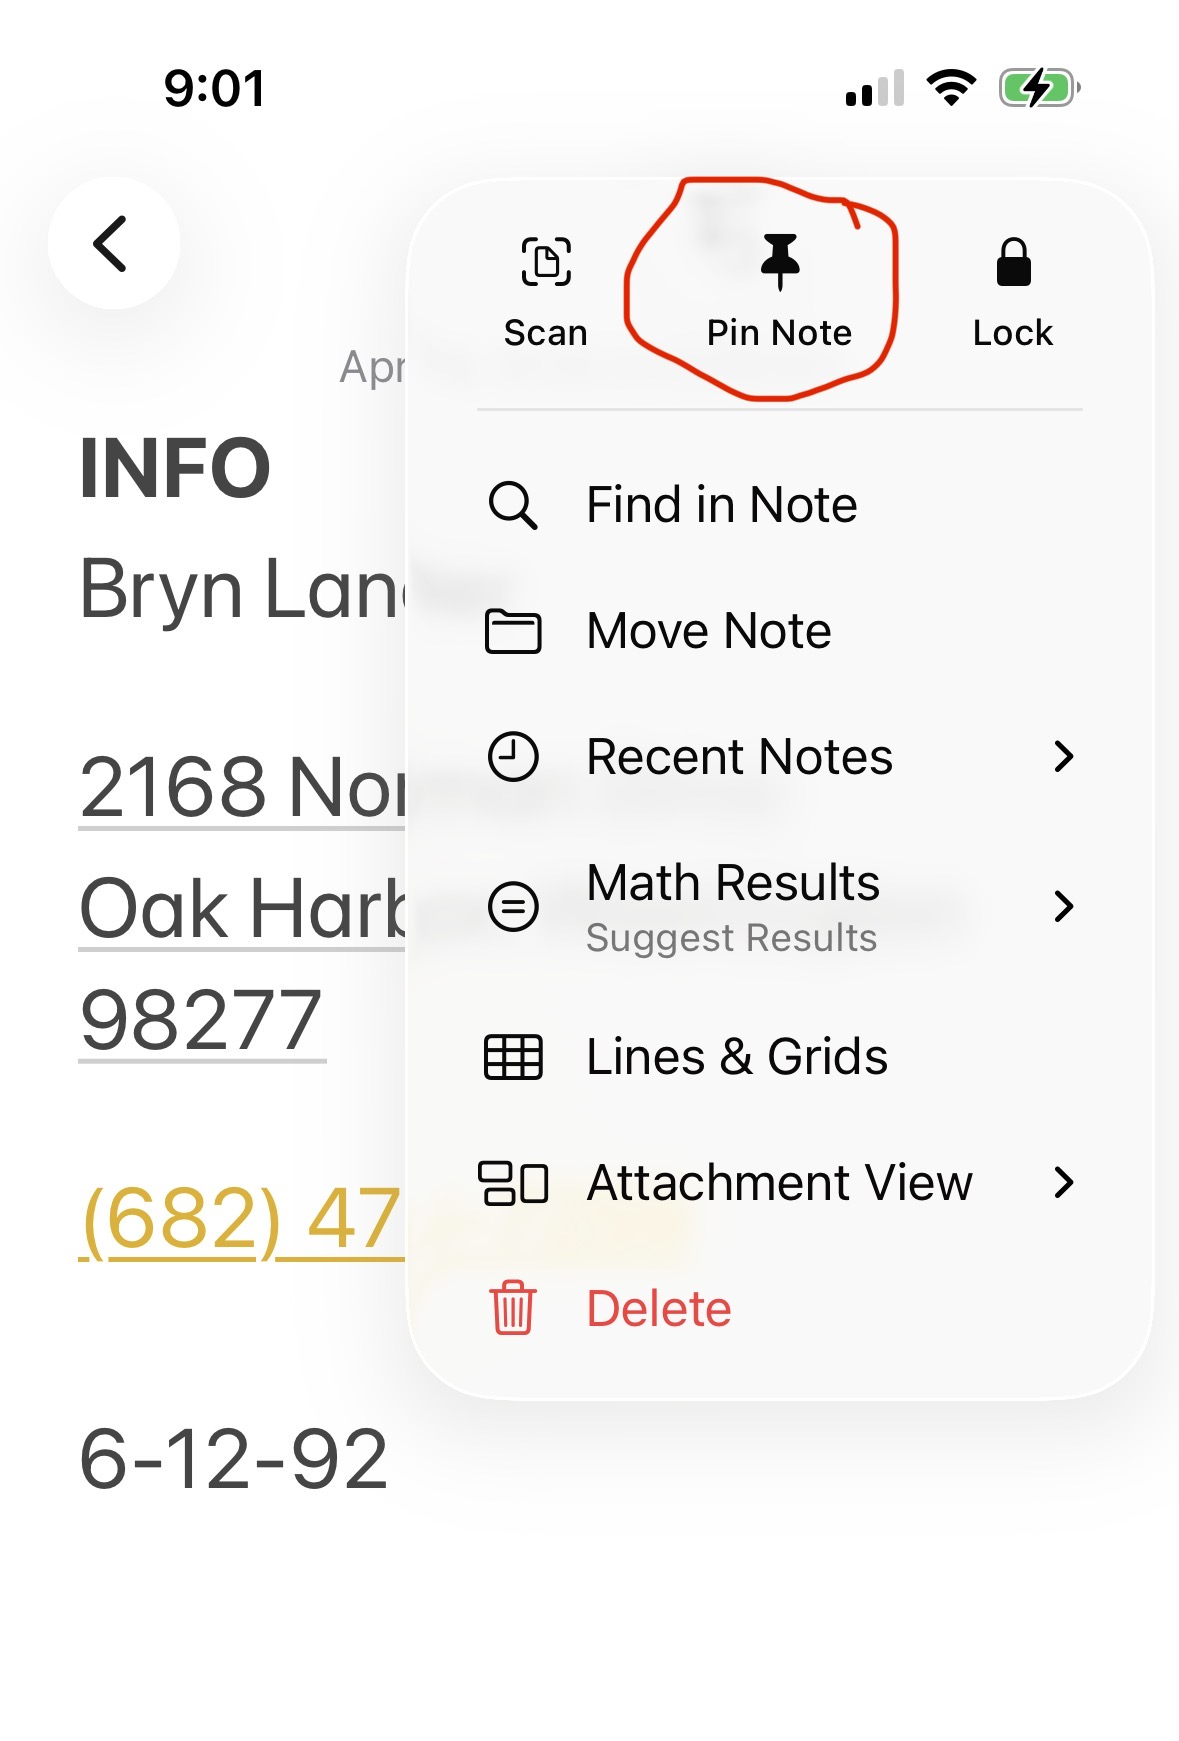 9:01
Scan
Pin Note
Lock
Apr
INFO
Find in Note
Bryn Lan
Move Note
2168 Nor
Recent Notes
Oak Harb
Math Results
Suggest Results
98277
Lines & Grids
(682) 47
Attachment View
Delete
6-12-92